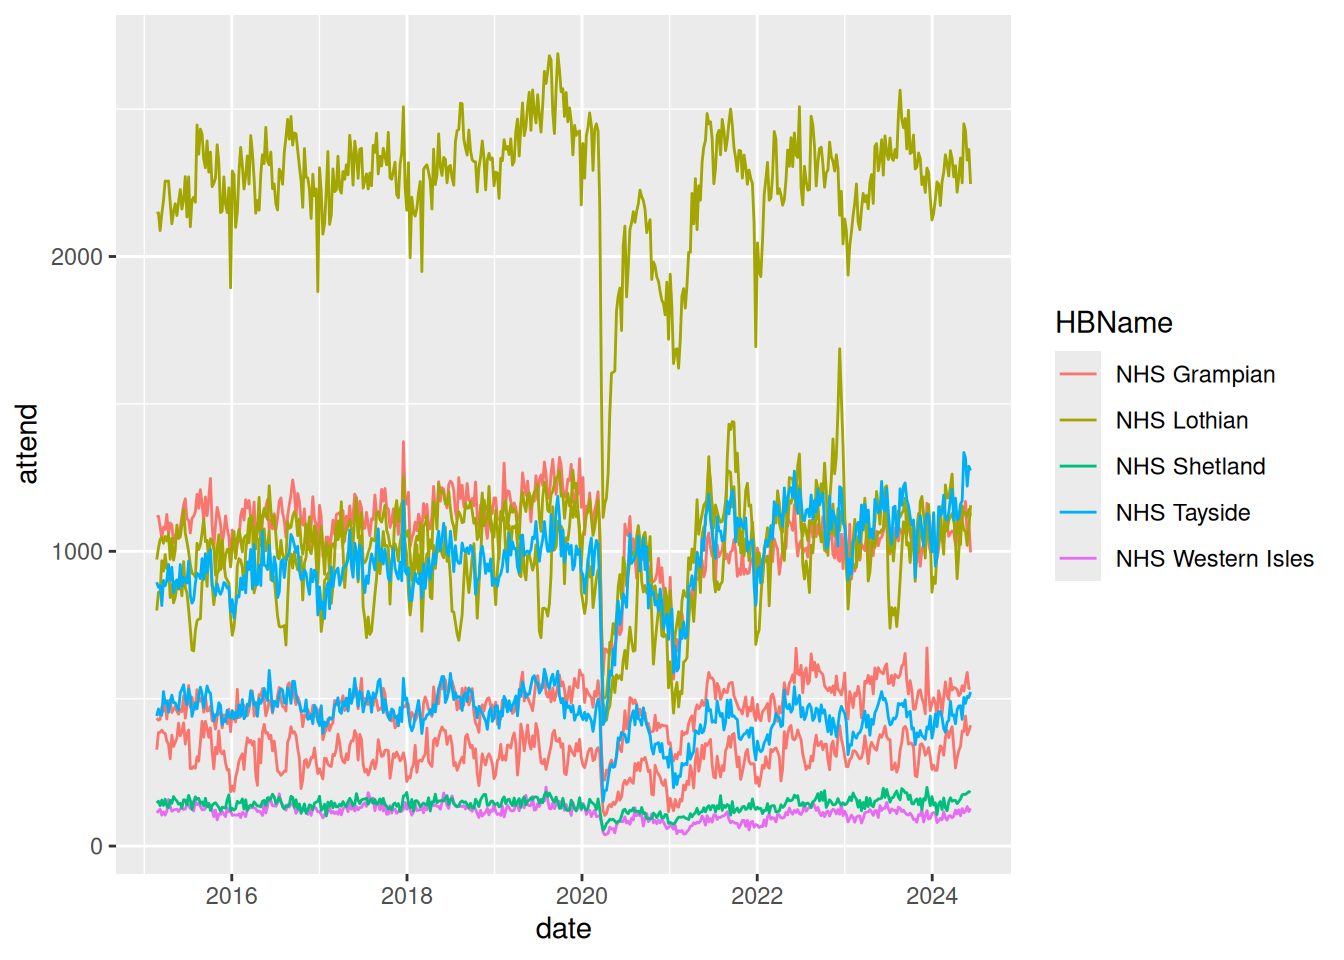 2000
1000
0
attend
2016 2018 2020 2022 2024
date
HBName
NHS Grampian
NHS Lothian
NHS Shetland
NHS Tayside
NHS Western Isles